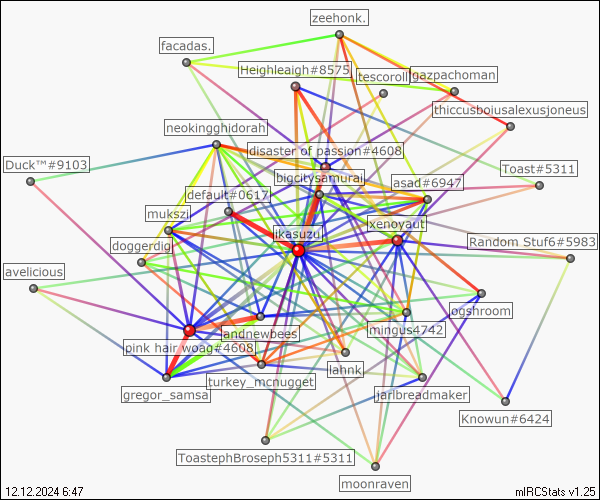 zeehonk.
facadas.
Heighleaigh#8575
tescoroll
gazpachoman
thiccusboiusalexusjoneus
neokingghidorah
disaster of passion#4608
Duck™#9103
bigcitysamurai
Toast#5311
asad#6947
default#0617
mukszi
ikasuzu
xenoyaut
doggerdig
Random Stuf6#5983
avelicious
ogshroom
mingus4742
andnewbees
pink hair woag#4608
lahnk
turkey_mcnugget
gregor_samsa
jarlbreadmaker
Knowun#6424
ToastephBroseph5311#5311
moonraven
12.12.2024 6:47
mIRCStats v1.25